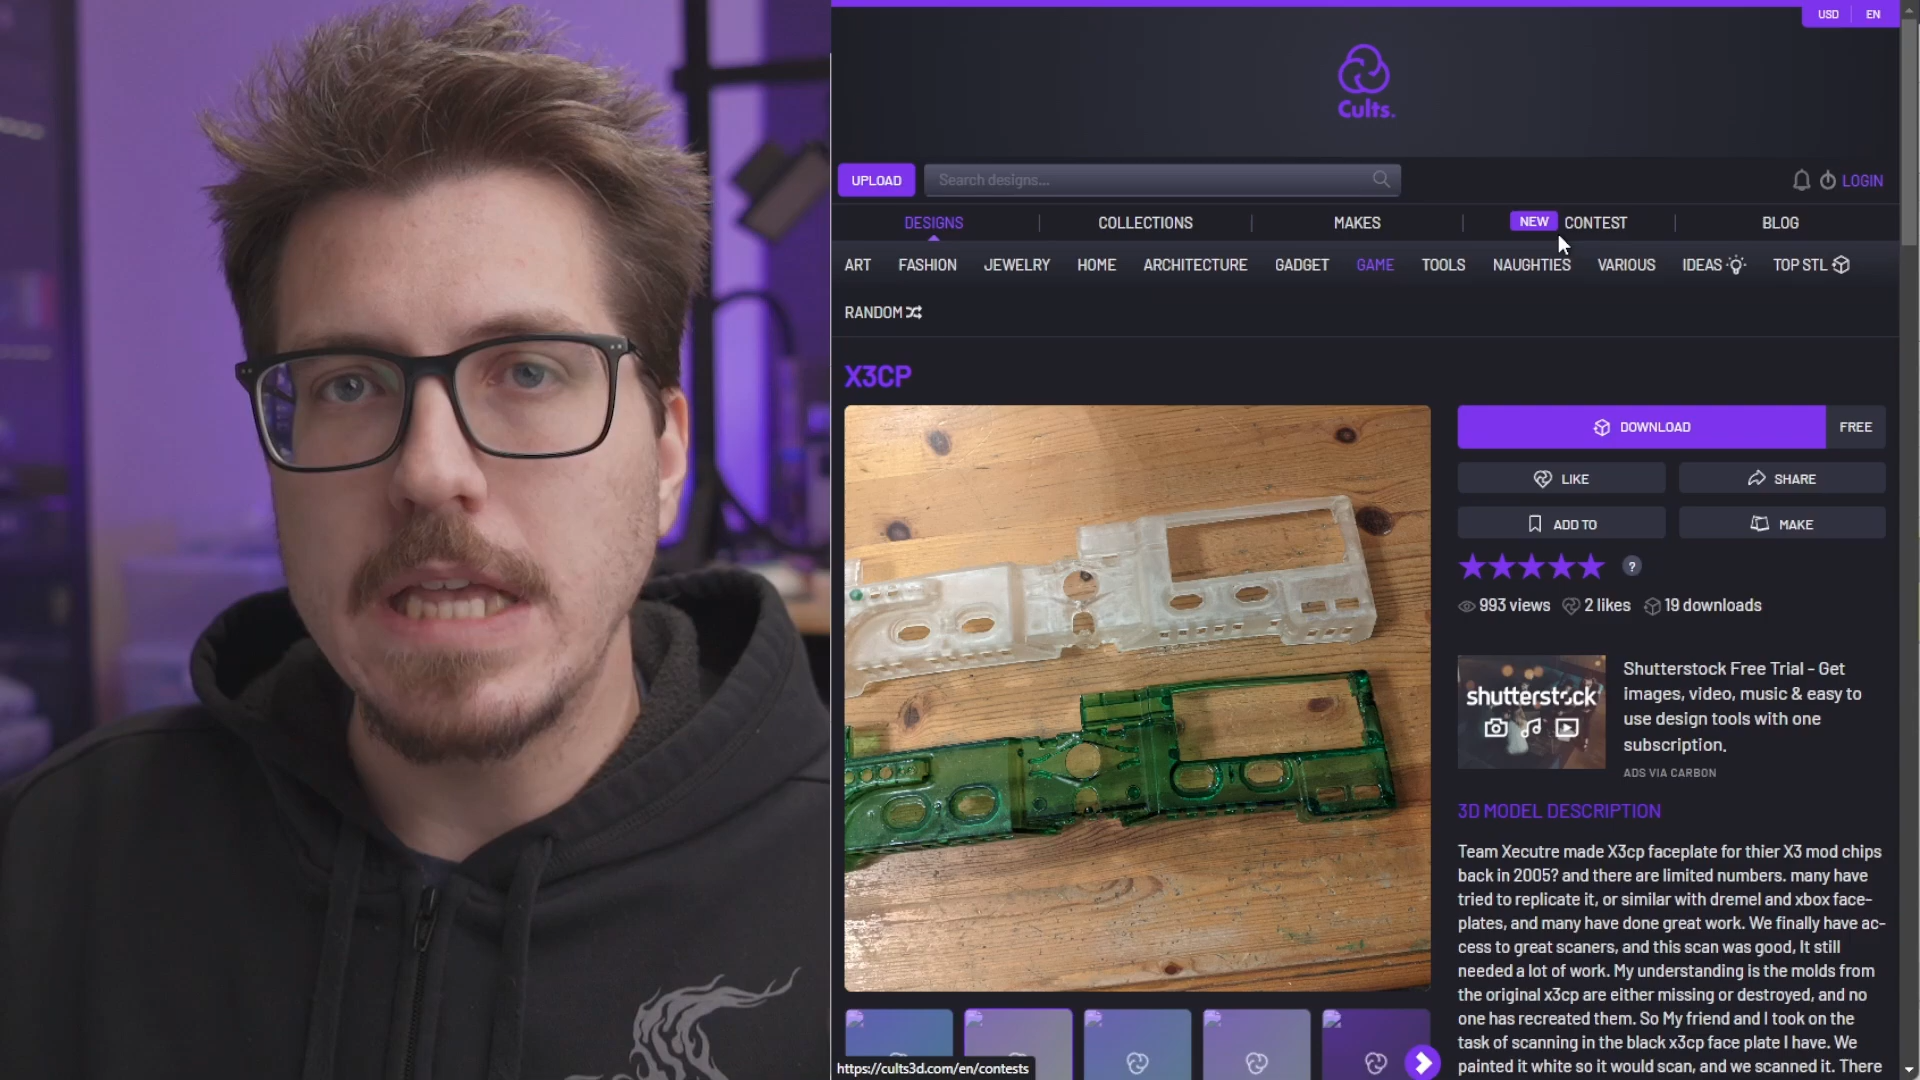 USD
EN
Cults.
UPLOAD
Search designs...
LOGIN
DESIGNS
COLLECTIONS
MAKES
NEW CONTEST
BLOG
ART
FASHION
JEWELRY
HOME
ARCHITECTURE
GADGET
GAME
TOOLS
NAUGHTIES
VARIOUS
IDEAS
TOP STL
RANDOM
X3CP
DOWNLOAD
FREE
LIKE
SHARE
ADD TO
MAKE
?
993 views
2 likes
19 downloads
shutterstock
Shutterstock Free Trial - Get
images, video, music & easy to
use design tools with one
subscription.
ADS VIA CARBON
3D MODEL DESCRIPTION
Team Xecutre made X3cp faceplate for thier X3 mod chips
back in 2005? and there are limited numbers. many have
tried to replicate it, or similar with dremel and xbox face-
plates, and many have done great work. We finally have ac-
cess to great scaners, and this scan was good, It still
needed a lot of work. My understanding is the molds from
the original x3cp are either missing or destroyed, and no
one has recreated them. So My friend and I took on the
task of scanning in the black x3cp face plate I have. We
painted it white so it would scan, and we scanned it. There
https://cults3d.com/en/contests